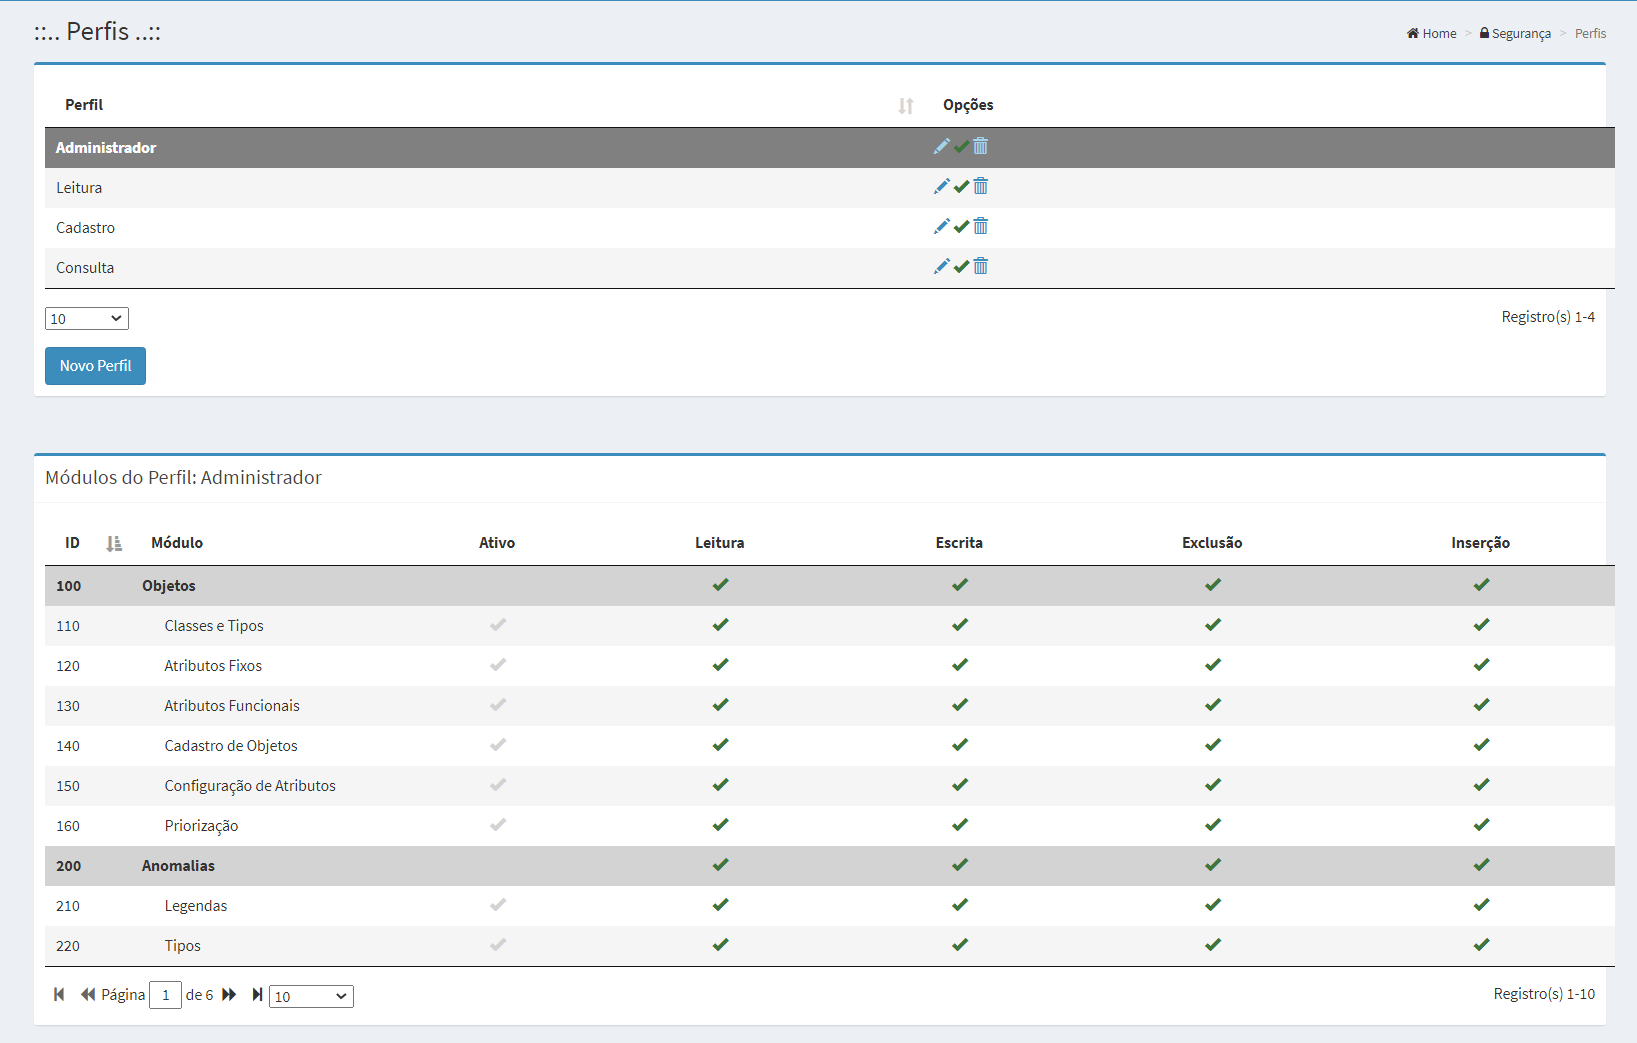 ::.. Perfis ..::
Home > Segurança > Perfis
Perfil Opções
Administrador
Leitura
Cadastro
Consulta
10 Registro(s) 1-4
Novo Perfil
Módulos do Perfil: Administrador
ID Módulo Ativo Leitura Escrita Exclusão Inserção
100 Objetos
110 Classes e Tipos
120 Atributos Fixos
130 Atributos Funcionais
140 Cadastro de Objetos
150 Configuração de Atributos
160 Priorização
200 Anomalias
210 Legendas
220 Tipos
Página 1 de 6 10 Registro(s) 1-10